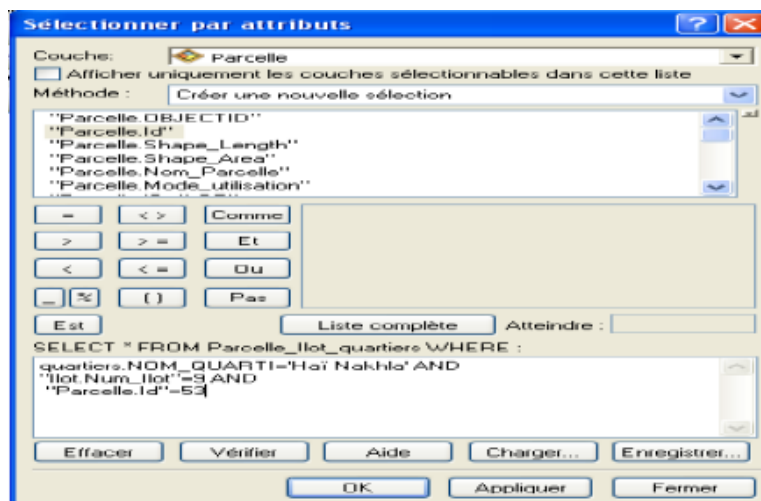 Sélectionner par attributs
Couche: Parcelle
Afficher uniquement les couches sélectionnables dans cette liste
Méthode : Créer une nouvelle sélection
"Parcelle.OBJECTID"
"Parcelle.Id"
"Parcelle.Shape_Length"
"Parcelle.Shape_Area"
"Parcelle.Nom_Parcelle"
"Parcelle.Mode_utilisation"
= < > Comme
> > = Et
< < = Ou
_ % ( ) Pas
Est Liste complète Atteindre :
SELECT * FROM Parcelle_Ilot_quartiers WHERE :
quartiers.NOM_QUARTI='Haï Nakhla' AND
"Ilot.Num_Ilot"=9 AND
"Parcelle.Id"=53
Effacer Vérifier Aide Charger... Enregistrer...
OK Appliquer Fermer